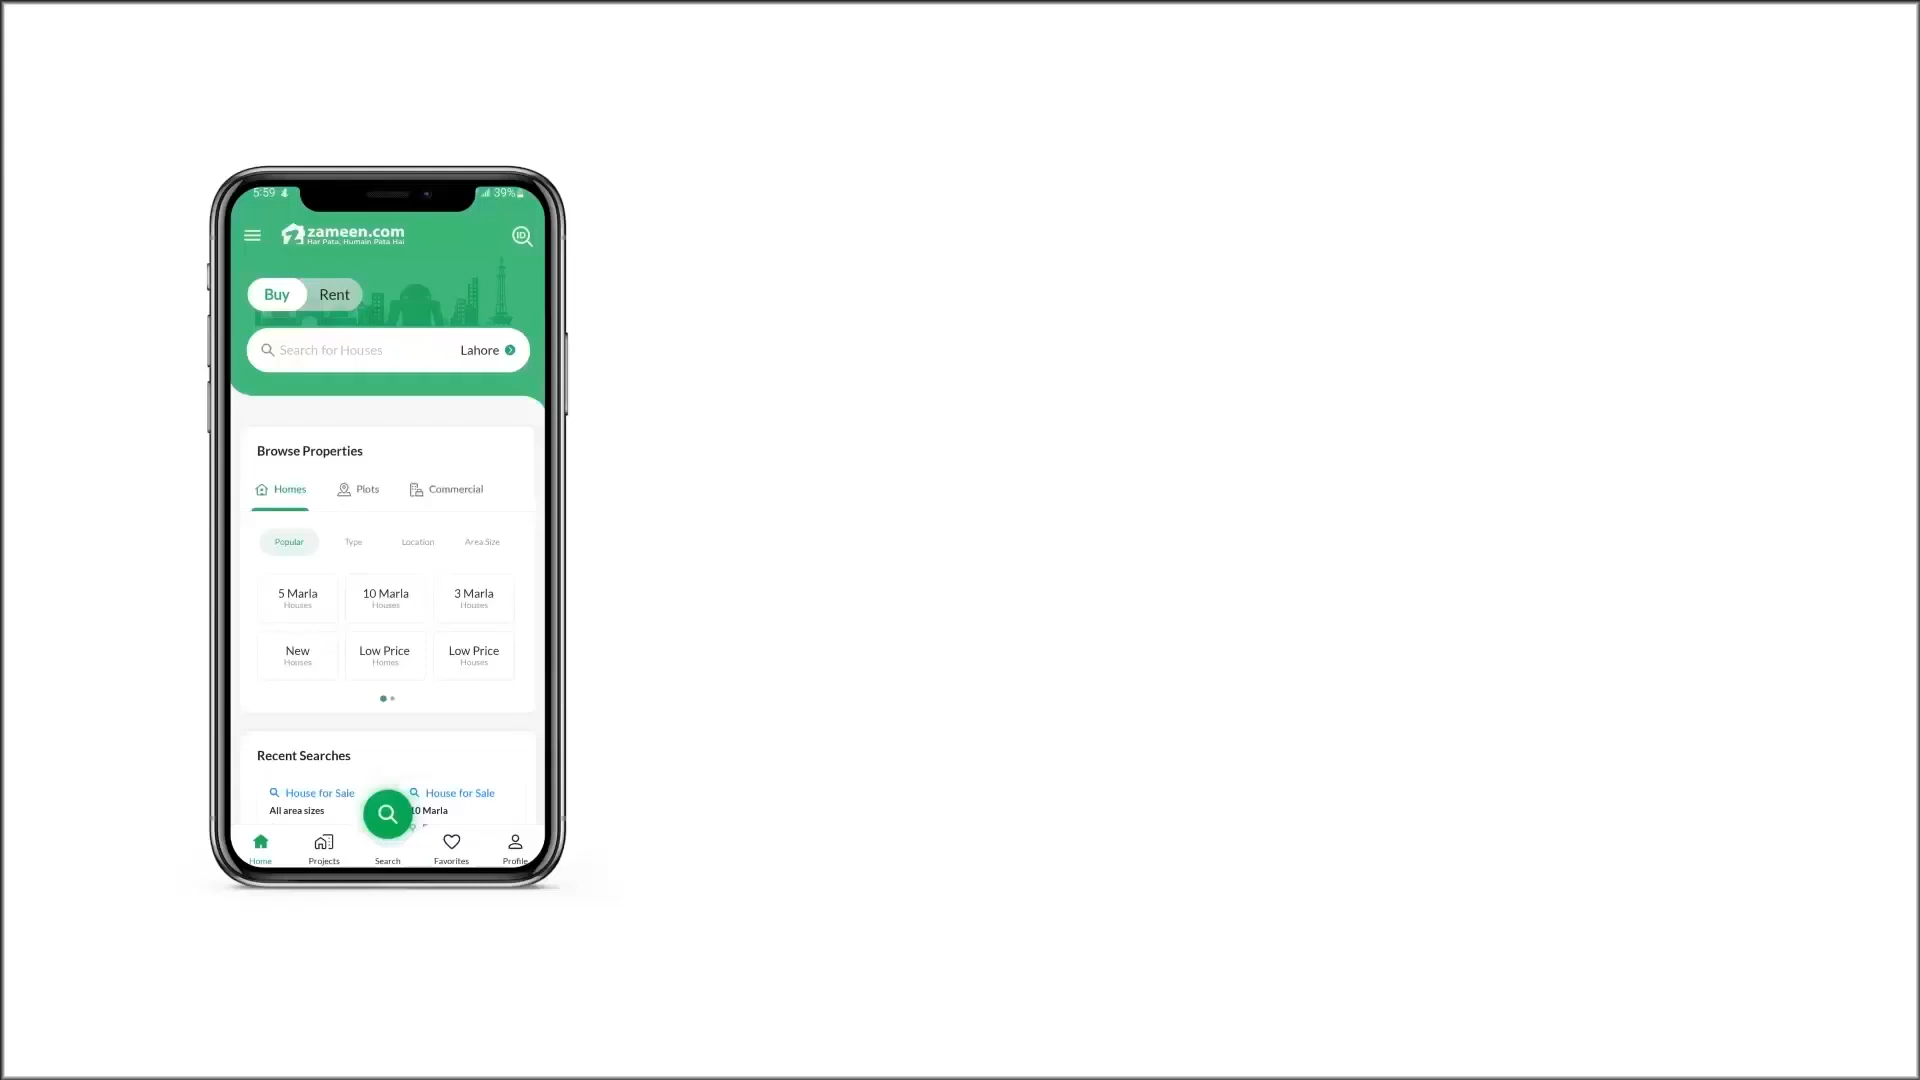 5:59 39%
zameen.com
Har Pata, Humain Pata Hai
ID
Buy Rent
Search for Houses Lahore
Browse Properties
Homes Plots Commercial
Popular Type Location Area Size
5 Marla 10 Marla 3 Marla
Houses Houses Houses
New Low Price Low Price
Houses Homes Houses
Recent Searches
House for Sale House for Sale
All area sizes 10 Marla
Home Projects Search Favorites Profile